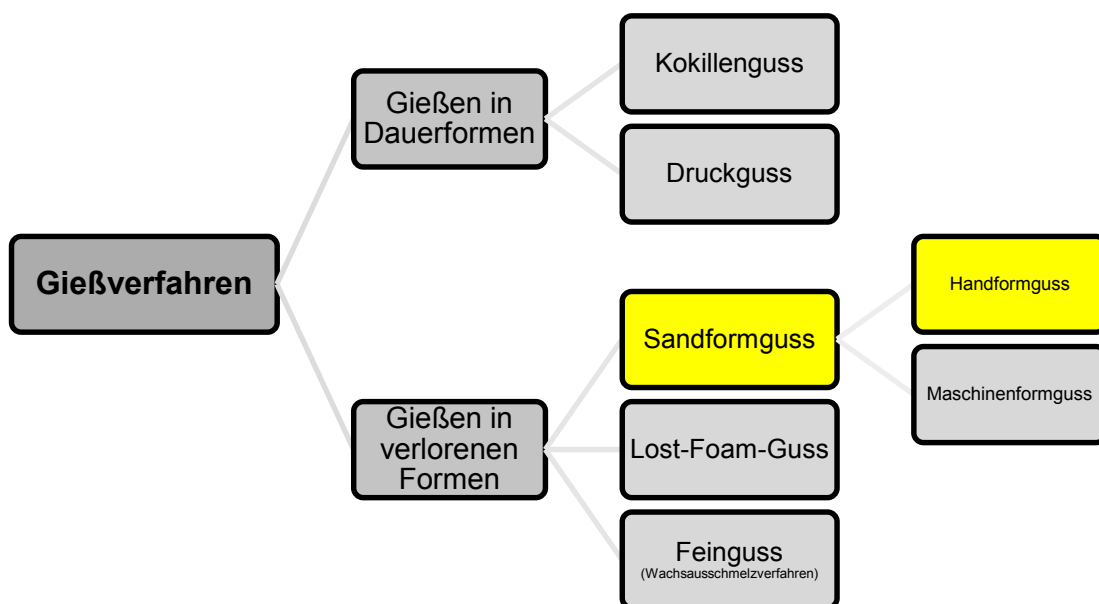 Gießverfahren
Gießen in
Dauerformen
Kokillenguss
Druckguss
Gießen in
verlorenen
Formen
Sandformguss
Handformguss
Maschinenformguss
Lost-Foam-Guss
Feinguss
(Wachsausschmelzverfahren)